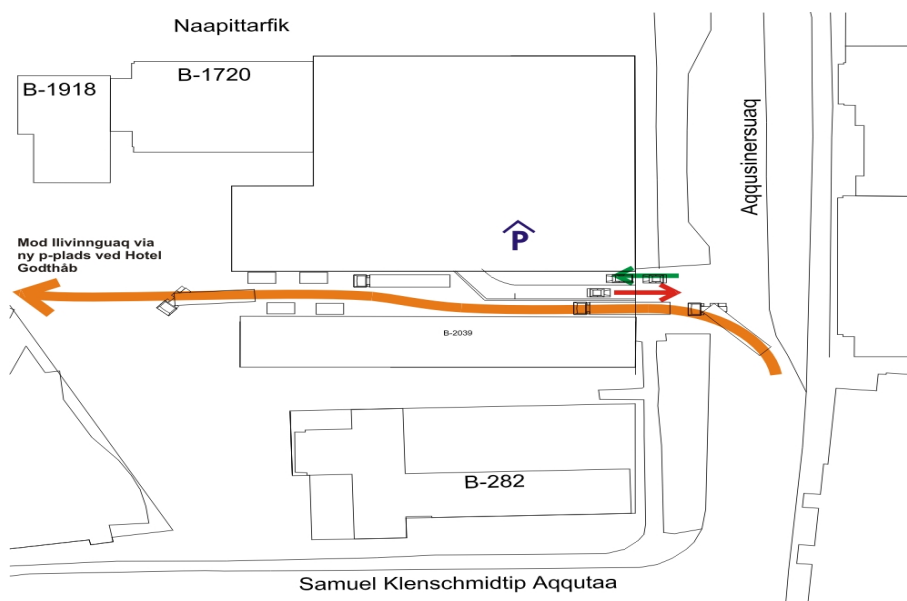 Naapittarfik
B-1720
B-1918
Aqqusinersuaq
P
Mod Ilivinnguaq via
ny p-plads ved Hotel
Godthåb
B-2039
B-282
Samuel Klenschmidtip Aqqutaa